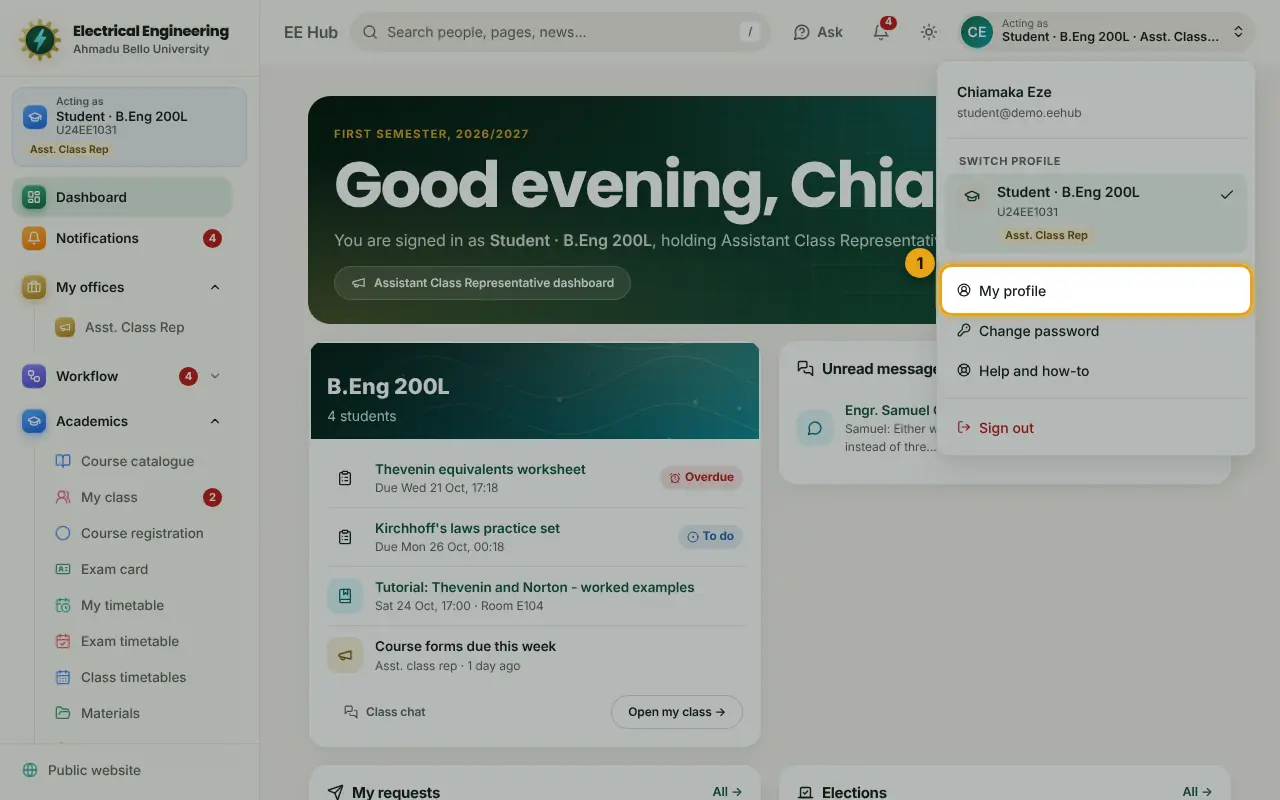 Electrical Engineering
Ahmadu Bello University
Acting as
Student · B.Eng 200L
U24EE1031
Asst. Class Rep
Dashboard
Notifications
4
My offices
Asst. Class Rep
Workflow
4
Academics
Course catalogue
My class
2
Course registration
Exam card
My timetable
Exam timetable
Class timetables
Materials
Public website
EE Hub
Search people, pages, news...
/
Ask
4
CE
Acting as
Student · B.Eng 200L · Asst. Class...
FIRST SEMESTER, 2026/2027
Good evening, Chia
You are signed in as Student · B.Eng 200L, holding Assistant Class Representati
Assistant Class Representative dashboard
Chiamaka Eze
student@demo.eehub
SWITCH PROFILE
Student · B.Eng 200L
U24EE1031
Asst. Class Rep
1
My profile
Change password
Help and how-to
Sign out
B.Eng 200L
4 students
Thevenin equivalents worksheet
Due Wed 21 Oct, 17:18
Overdue
Kirchhoff's laws practice set
Due Mon 26 Oct, 00:18
To do
Tutorial: Thevenin and Norton - worked examples
Sat 24 Oct, 17:00 · Room E104
Course forms due this week
Asst. class rep · 1 day ago
Class chat
Open my class →
Unread message
Engr. Samuel
Samuel: Either w
instead of thre...
My requests
All →
Elections
All →